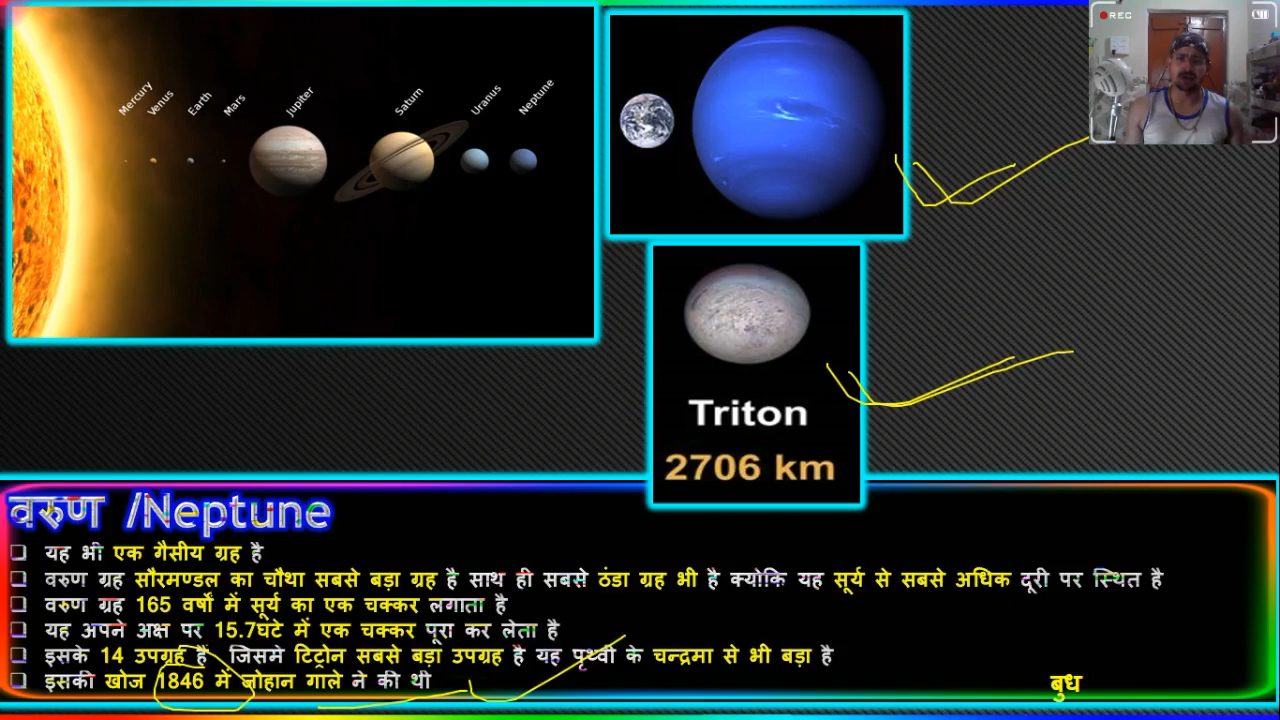 Mercury
Venus
Earth
Mars
Jupiter
Saturn
Uranus
Neptune
REC
Triton
2706 km
वरुण /Neptune
❑ यह भी एक गैसीय ग्रह है
❑ वरुण ग्रह सौरमण्डल का चौथा सबसे बड़ा ग्रह है साथ ही सबसे ठंडा ग्रह भी है क्योकि यह सूर्य से सबसे अधिक दूरी पर स्थित है
❑ वरुण ग्रह 165 वर्षों में सूर्य का एक चक्कर लगाता है
❑ यह अपने अक्ष पर 15.7घंटे में एक चक्कर पूरा कर लेता है
❑ इसके 14 उपग्रह हैं जिसमे टिट्रोन सबसे बड़ा उपग्रह है यह पृथ्वी के चन्द्रमा से भी बड़ा है
❑ इसकी खोज 1846 में जोहान गाले ने की थी
बुध